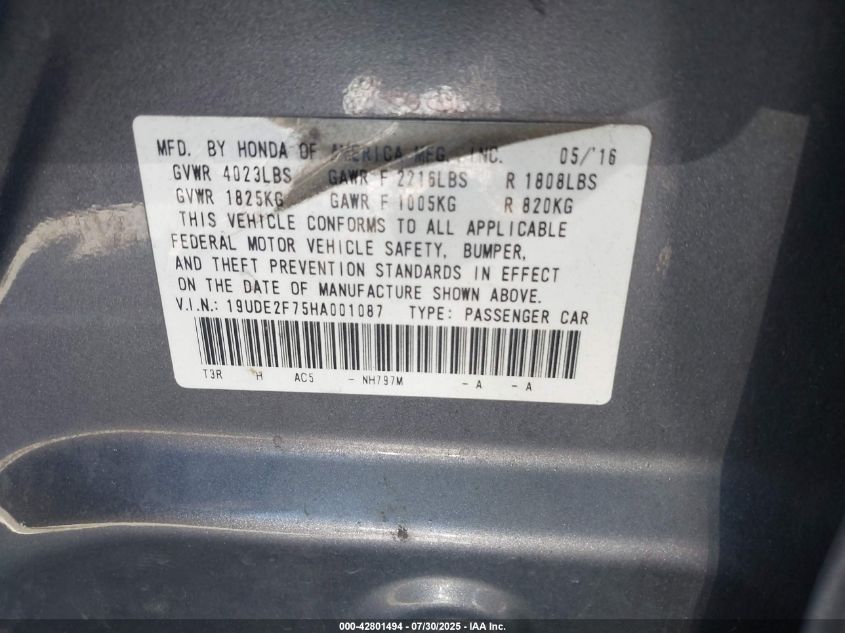 MFD. BY HONDA OF AMERICA MFG., INC. 05/'16
GVWR 4023LBS GAWR F 2216LBS R 1808LBS
GVWR 1825KG GAWR F 1005KG R 820KG
THIS VEHICLE CONFORMS TO ALL APPLICABLE
FEDERAL MOTOR VEHICLE SAFETY, BUMPER,
AND THEFT PREVENTION STANDARDS IN EFFECT
ON THE DATE OF MANUFACTURE SHOWN ABOVE.
V.I.N.: 19UDE2F75HA001087 TYPE: PASSENGER CAR
T3R H AC5 - NH797M - A - A
000-42801494 - 07/30/2025 - IAA Inc.